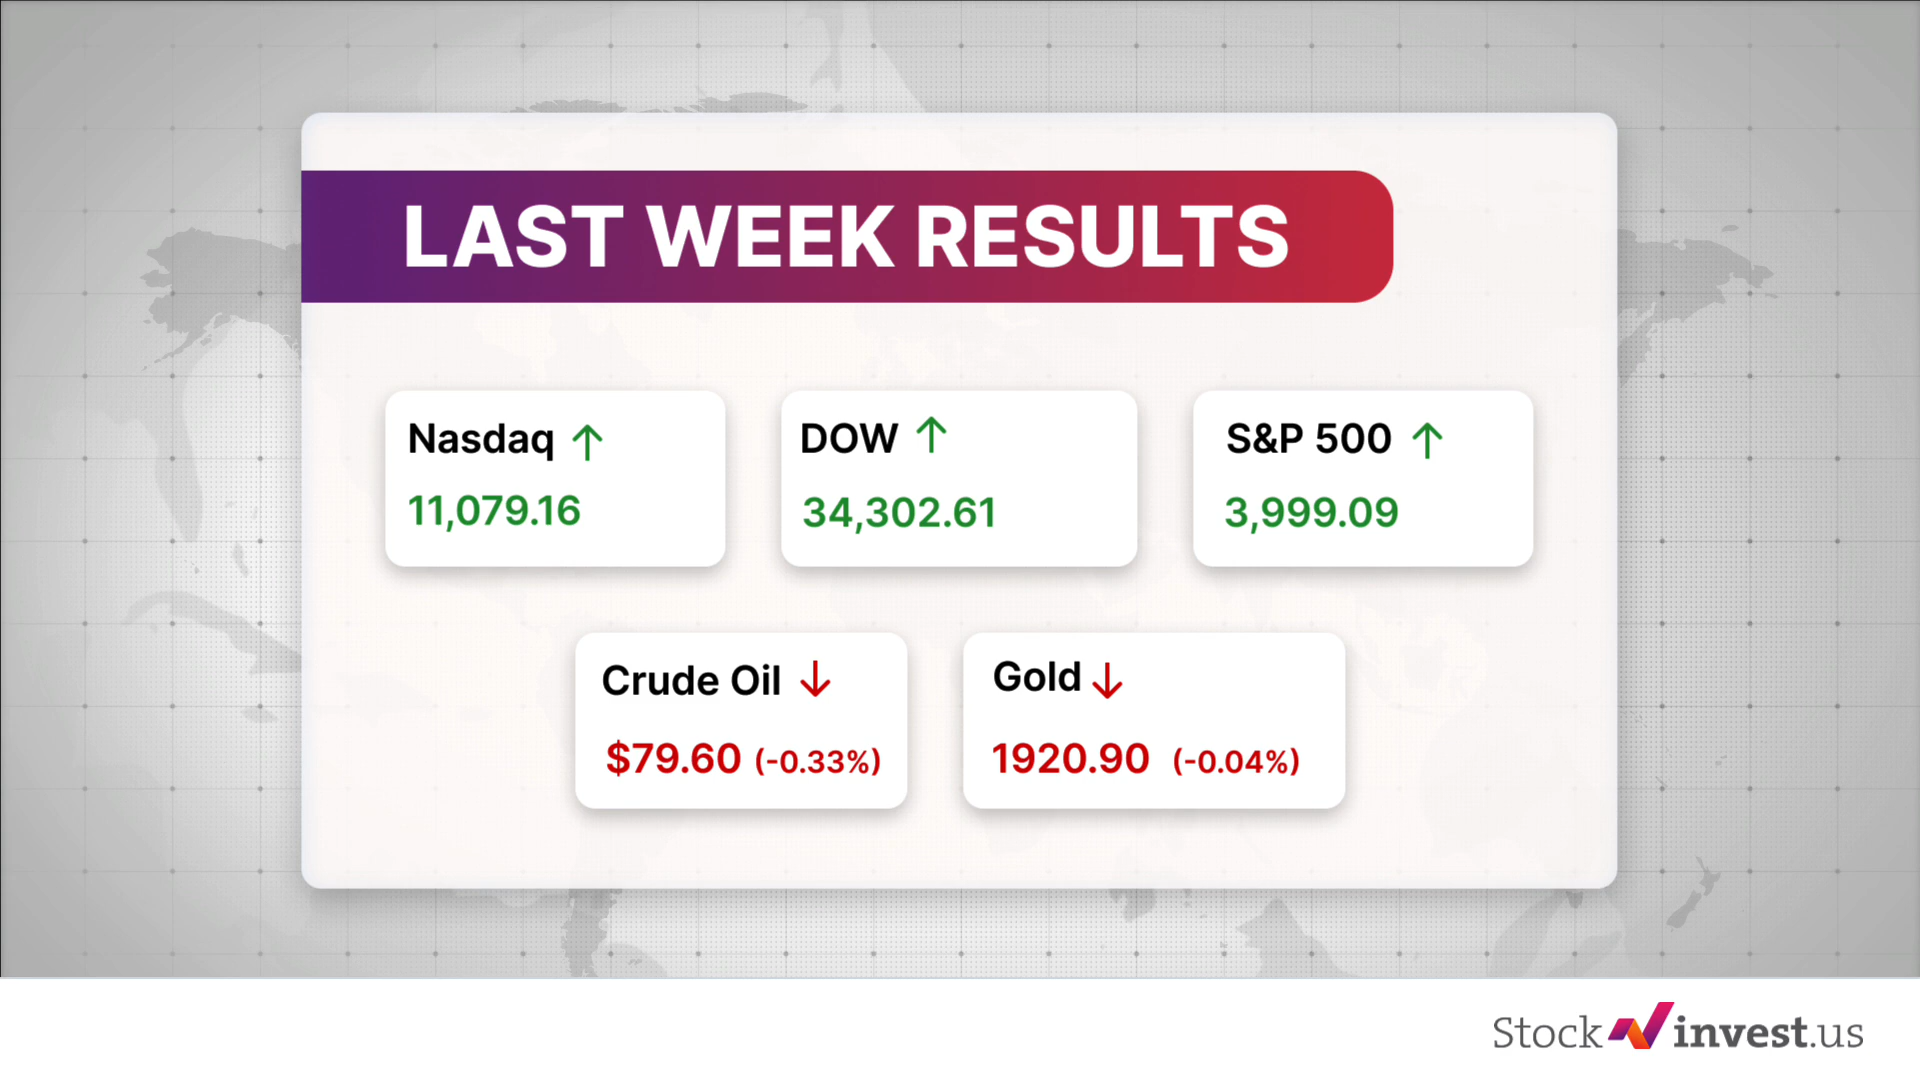 LAST WEEK RESULTS
Nasdaq ↑
11,079.16
DOW ↑
34,302.61
S&P 500 ↑
3,999.09
Crude Oil ↓
$79.60 (-0.33%)
Gold ↓
1920.90 (-0.04%)
Stock invest.us